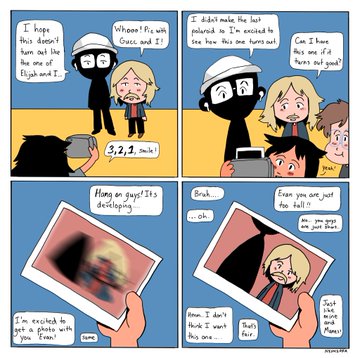 I hope
this doesn't
turn out like
the one of
Elijah and I...
Whooo! Pic with
Gucc and I!
3,2,1, smile!
I didn't make the last
polaroid so I'm excited to
see how this one turns out.
Can I have
this one if it
turns out good?
yeah!
Hang on guys! It's
developing...
I'm excited to
get a photo with
you Evan!
same
Bruh...
... oh.
Evan you are just
too tall!!
No... you guys
are just short.
Hmm.. I don't
think I want
this one...
That's
fair.
Just like
mine and
Mames!